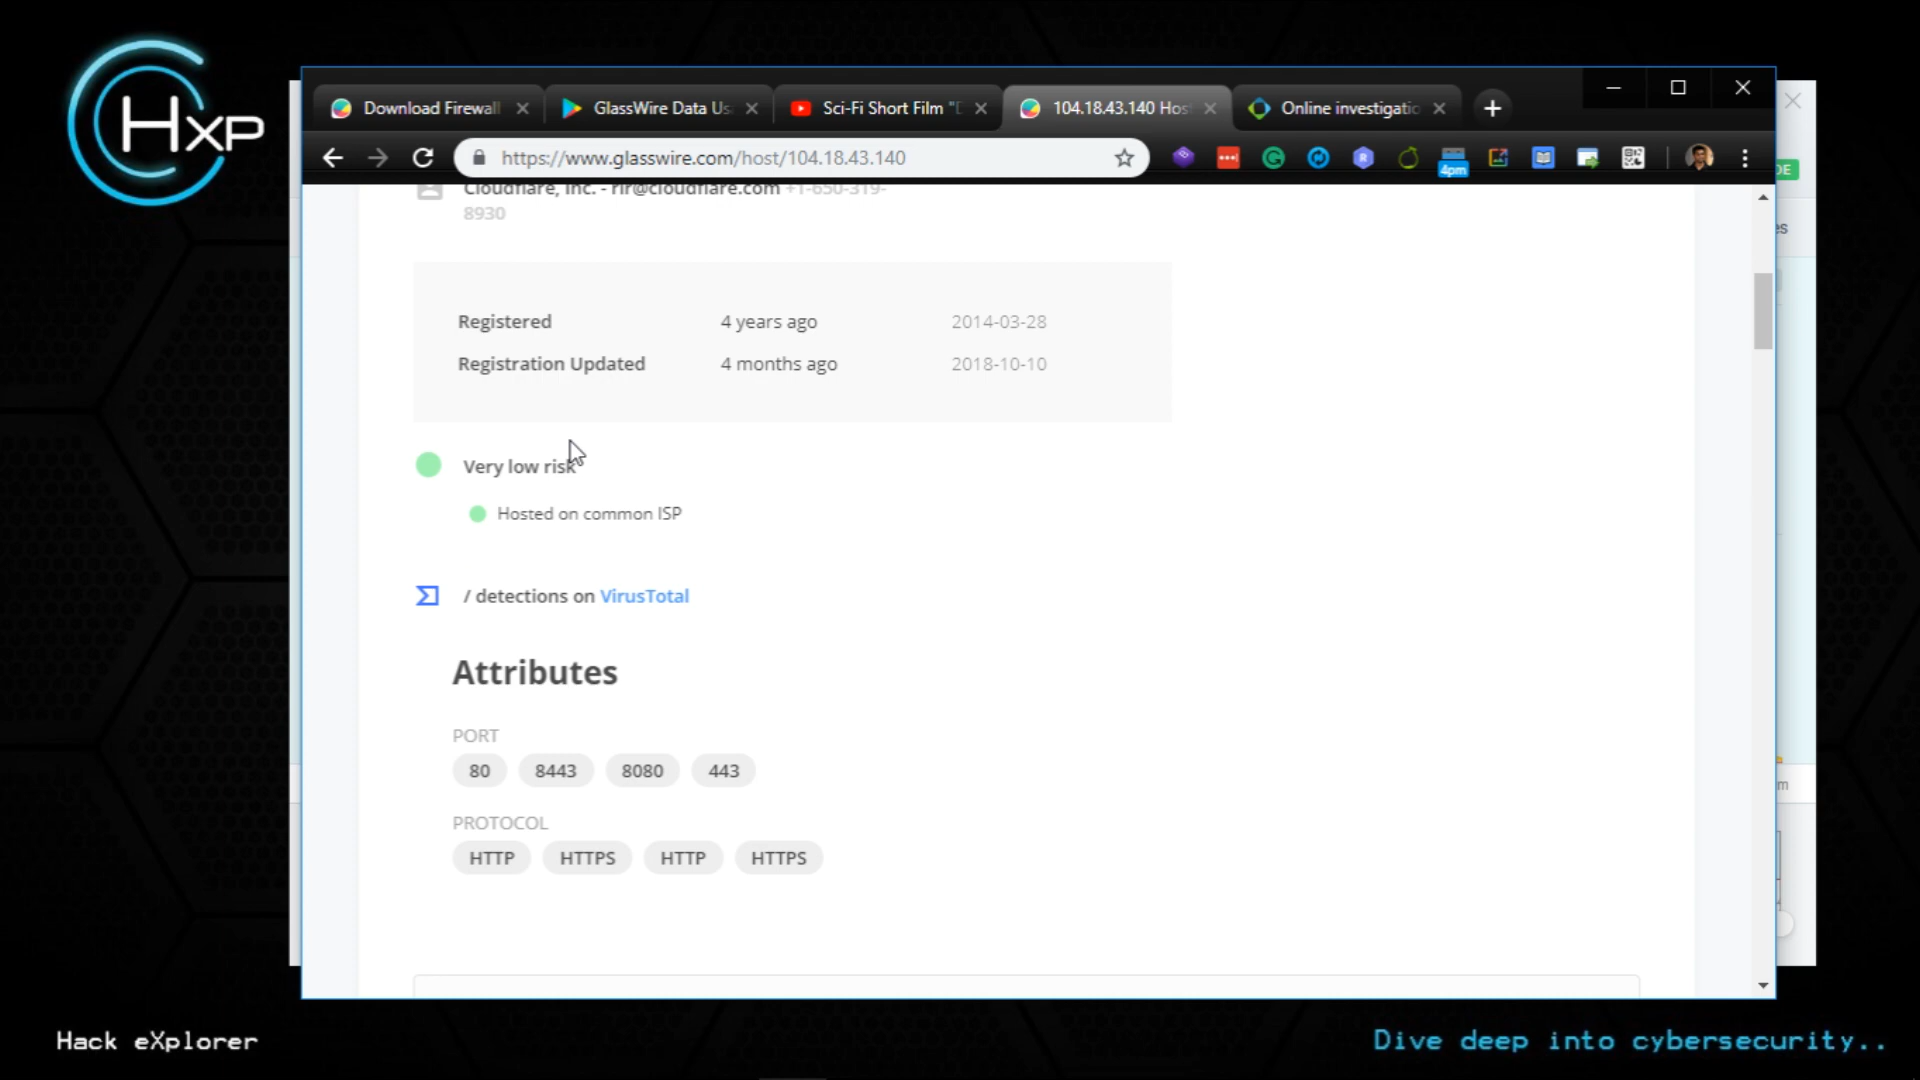 HXP
Download Firewall
GlassWire Data Us
Sci-Fi Short Film "
104.18.43.140 Hos
Online investigatio
https://www.glasswire.com/host/104.18.43.140
4pm
DE
es
Cloudflare, Inc. - rir@cloudflare.com +1-650-319-
8930
Registered 4 years ago 2014-03-28
Registration Updated 4 months ago 2018-10-10
Very low risk
Hosted on common ISP
/ detections on VirusTotal
Attributes
PORT
80 8443 8080 443
m
PROTOCOL
HTTP HTTPS HTTP HTTPS
Hack eXplorer
Dive deep into cybersecurity..